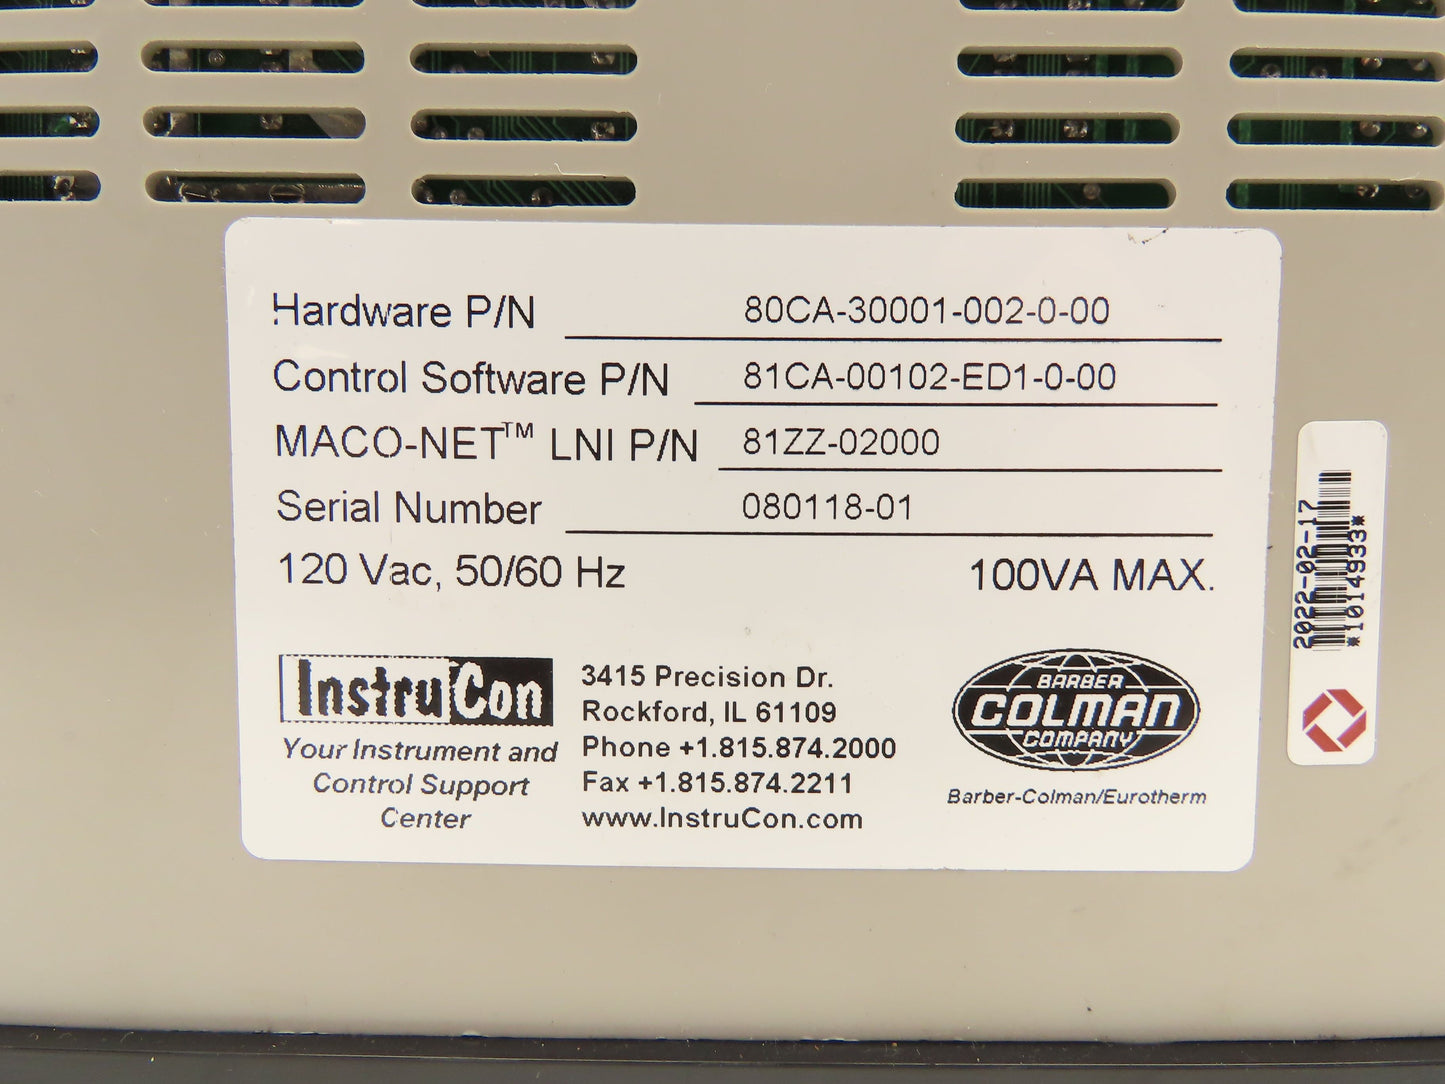 Hardware P/N 80CA-30001-002-0-00
Control Software P/N 81CA-00102-ED1-0-00
MACO-NET™ LNI P/N 81ZZ-02000
Serial Number 080118-01
120 Vac, 50/60 Hz 100VA MAX.
InstruCon
Your Instrument and
Control Support
Center
3415 Precision Dr.
Rockford, IL 61109
Phone +1.815.874.2000
Fax +1.815.874.2211
www.InstruCon.com
BARBER
COLMAN
COMPANY
Barber-Colman/Eurotherm
2022-02-17
*1014933*